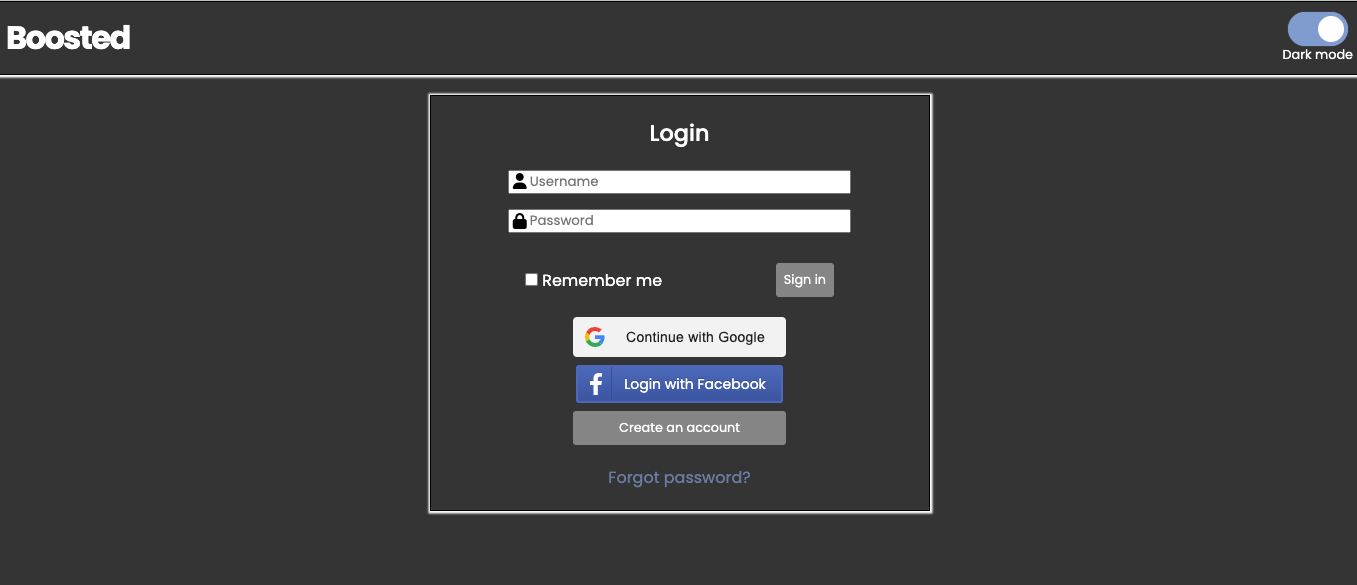 Boosted
Dark mode
Login
Username
Password
Remember me
Sign in
Continue with Google
Login with Facebook
Create an account
Forgot password?